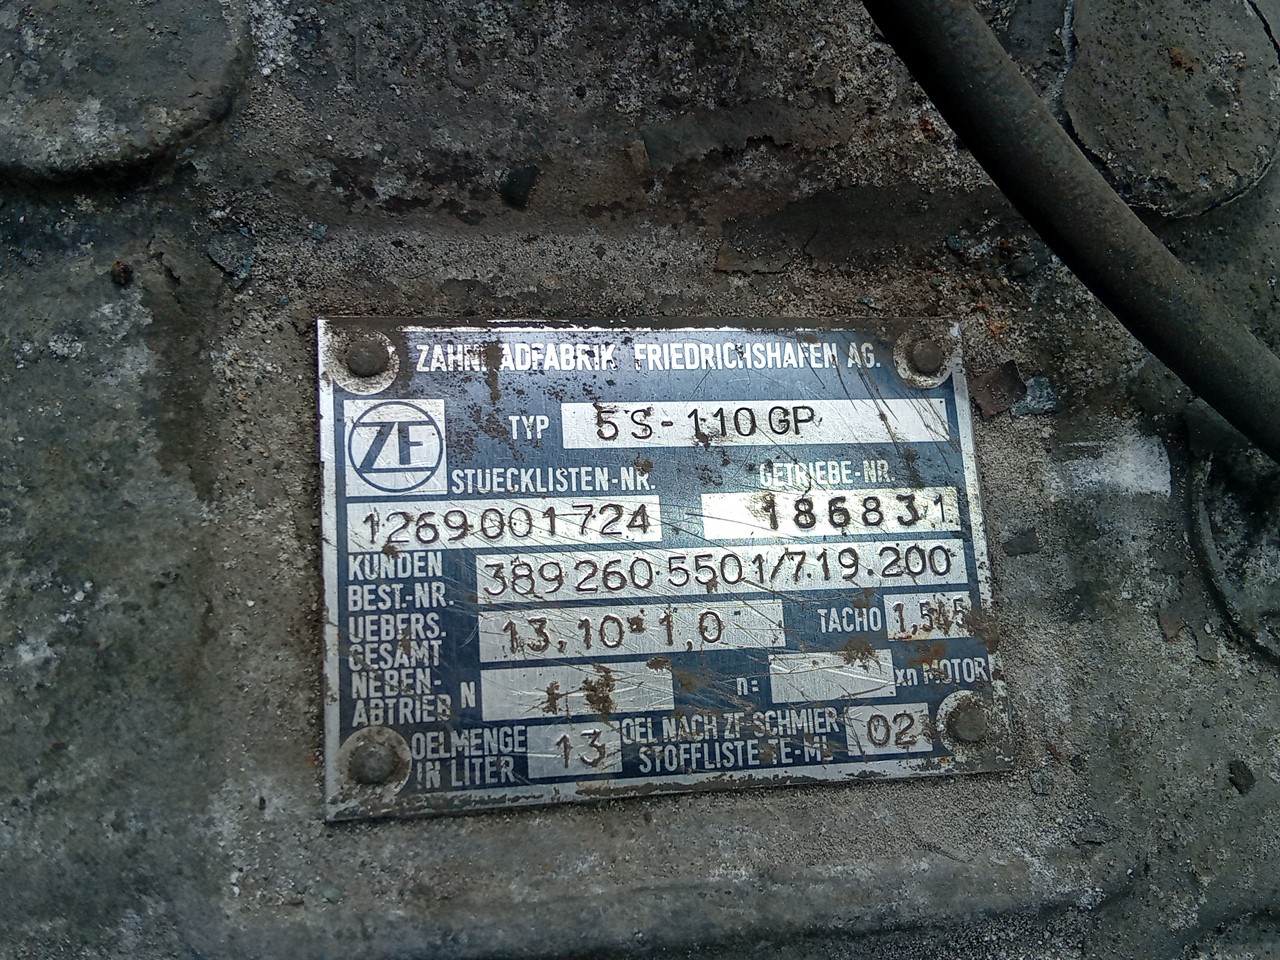 ZAHNRADFABRIK FRIEDRICHSHAFEN AG.
ZF
TYP 5S-110GP
STUECKLISTEN-NR. GETRIEBE-NR.
1269001724 186831
KUNDEN BEST.-NR. 389 260.5501/719.200
UEBERS. GESAMT 13,10-1,0 TACHO 1,545
NEBEN-ABTRIEB N n= xn MOTOR
OELMENGE IN LITER 13 OEL NACH ZF-SCHMIER STOFFLISTE TE-ML 02